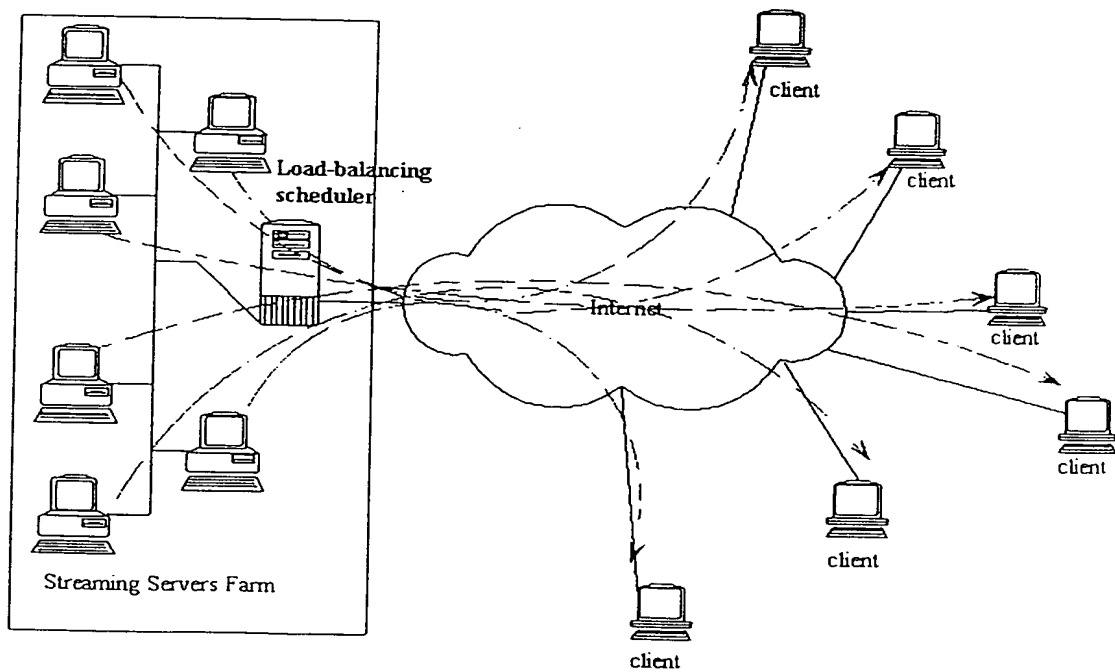 client
client
Load-balancing
scheduler
Internet
client
client
client
Streaming Servers Farm
client